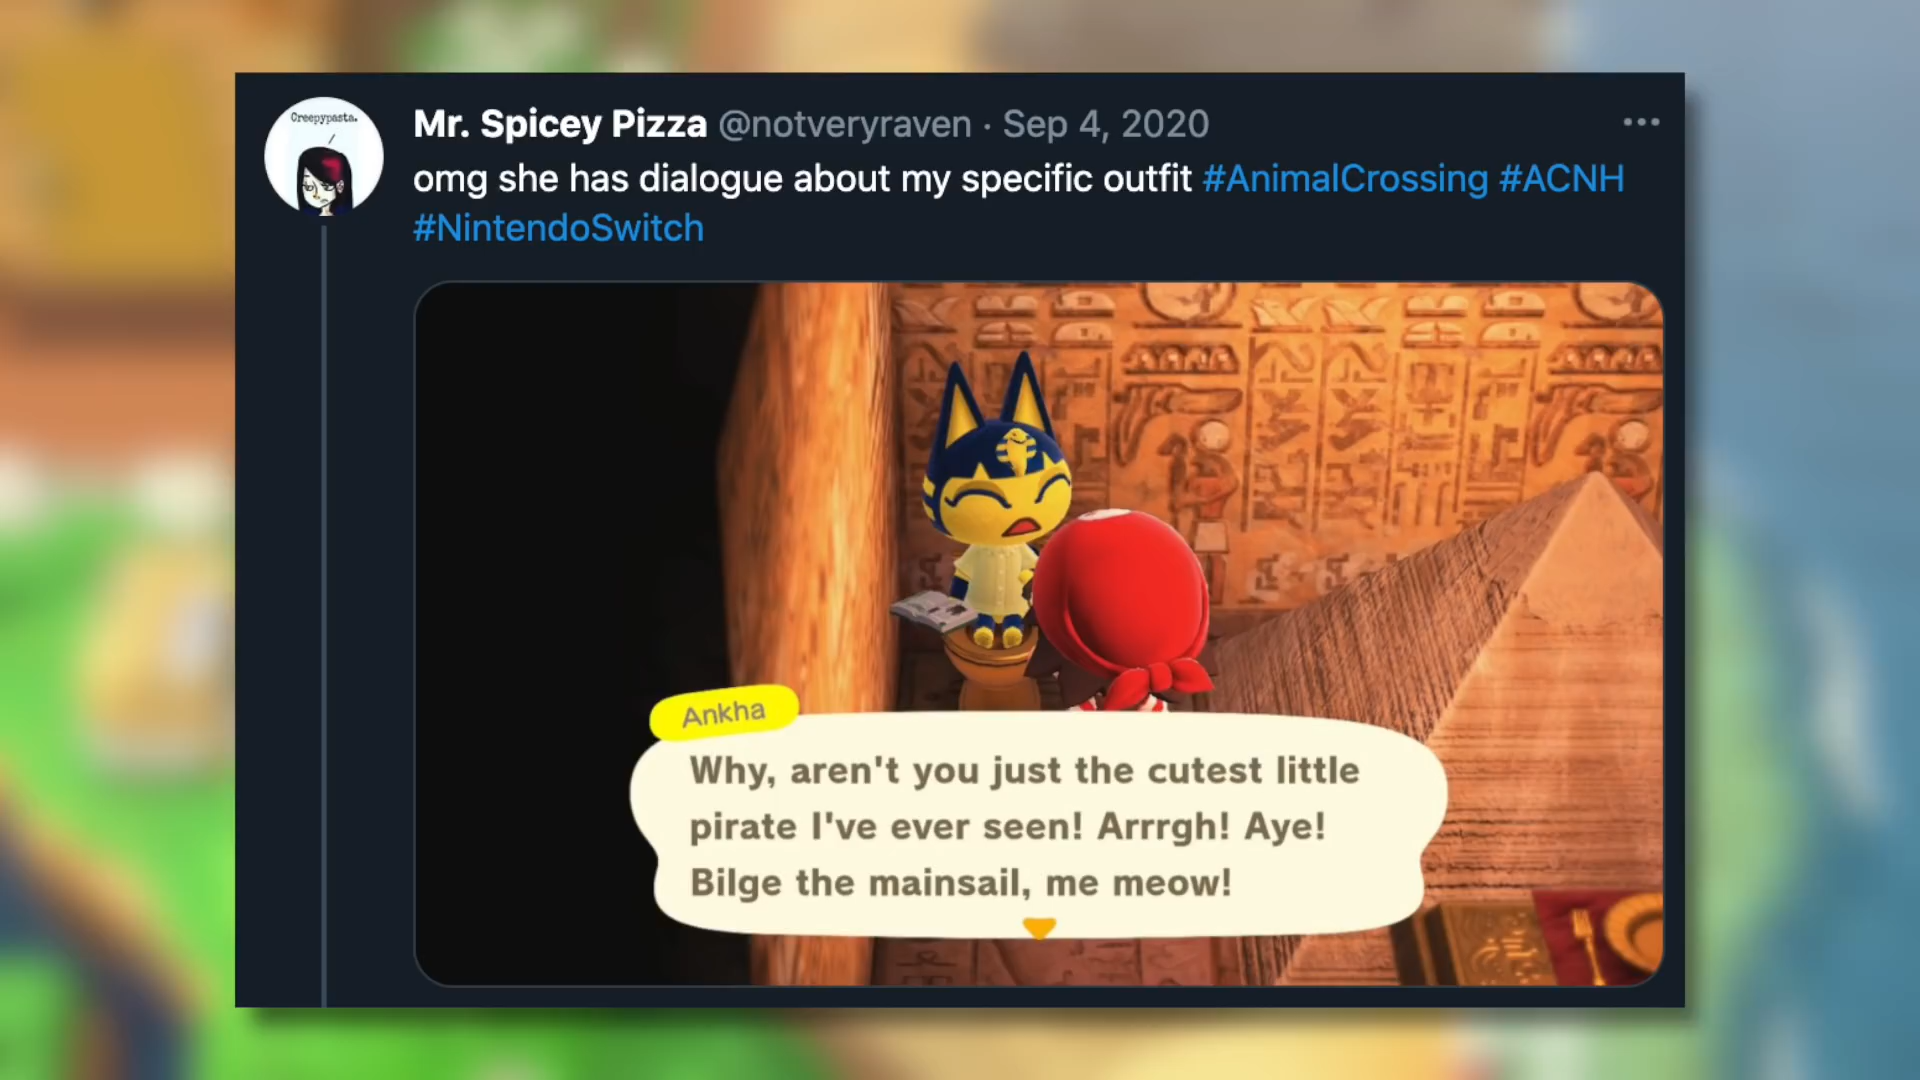 Creepypasta.
Mr. Spicey Pizza @notveryraven · Sep 4, 2020
omg she has dialogue about my specific outfit #AnimalCrossing #ACNH
#NintendoSwitch
Ankha
Why, aren't you just the cutest little
pirate I've ever seen! Arrrgh! Aye!
Bilge the mainsail, me meow!